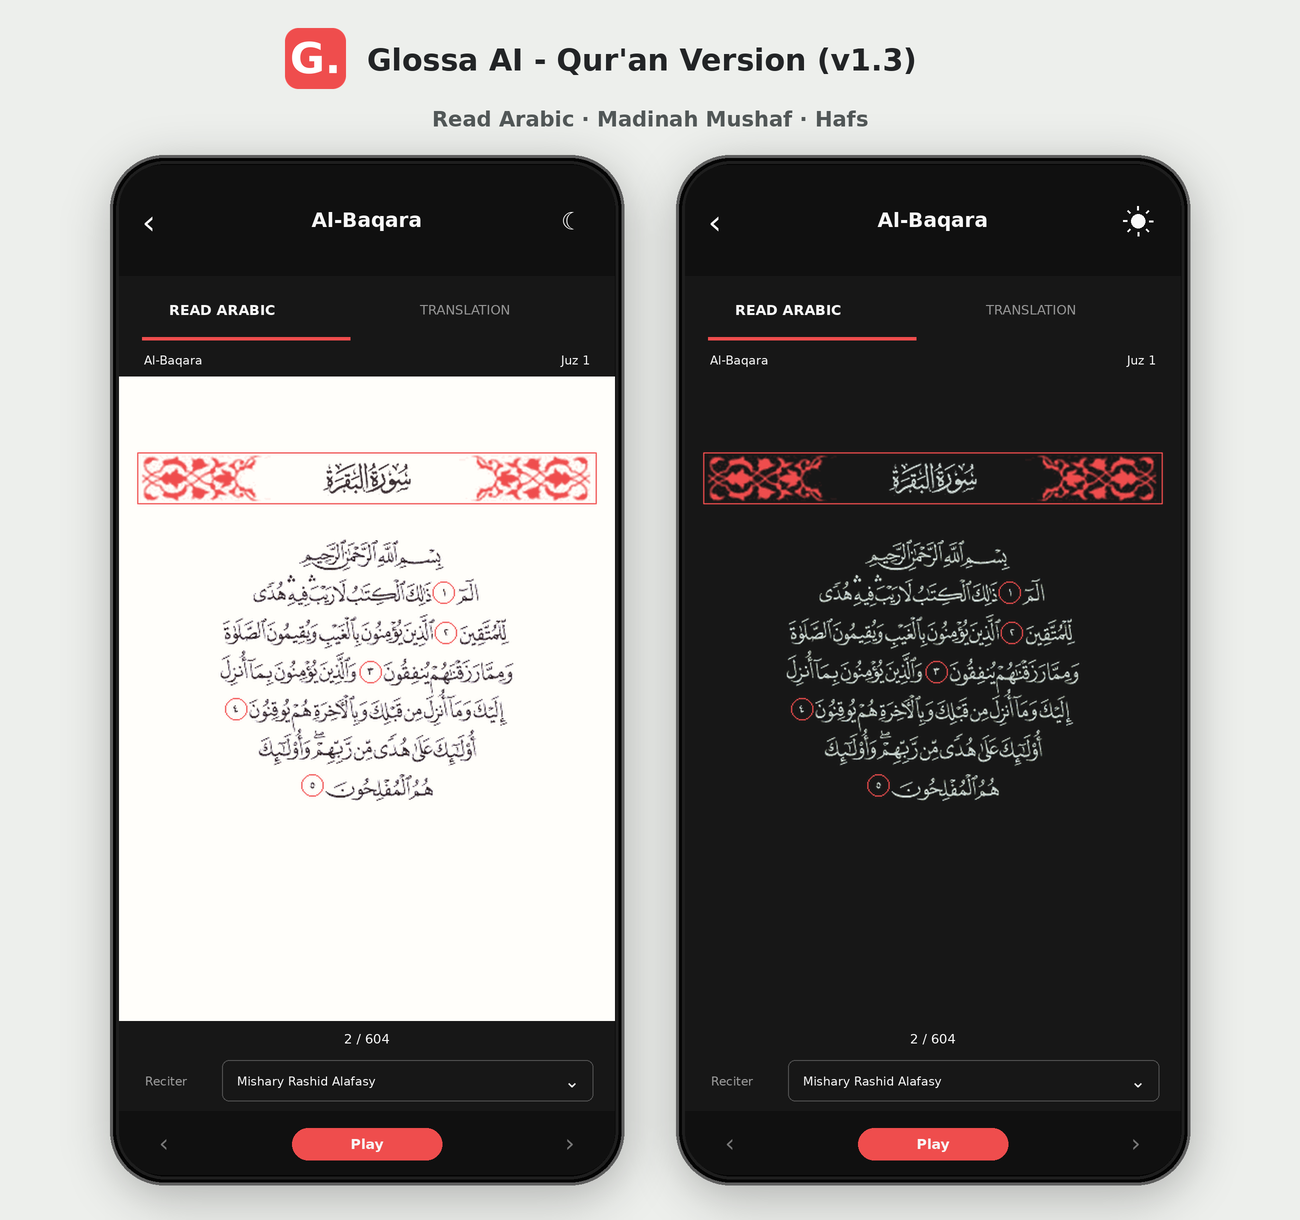 G.
Glossa AI - Qur'an Version (v1.3)
Read Arabic · Madinah Mushaf · Hafs
Al-Baqara
READ ARABIC TRANSLATION
Al-Baqara Juz 1
سُورَةُ البَقَرَةِ
بِسْمِ ٱللَّهِ ٱلرَّحْمَٰنِ ٱلرَّحِيمِ
الٓمٓ ١ ذَٰلِكَ ٱلْكِتَٰبُ لَا رَيْبَ ۛ فِيهِ ۛ هُدًى
لِّلْمُتَّقِينَ ٢ ٱلَّذِينَ يُؤْمِنُونَ بِٱلْغَيْبِ وَيُقِيمُونَ ٱلصَّلَوٰةَ
وَمِمَّا رَزَقْنَٰهُمْ يُنفِقُونَ ٣ وَٱلَّذِينَ يُؤْمِنُونَ بِمَآ أُنزِلَ
إِلَيْكَ وَمَآ أُنزِلَ مِن قَبْلِكَ وَبِٱلْءَاخِرَةِ هُمْ يُوقِنُونَ ٤
أُو۟لَٰٓئِكَ عَلَىٰ هُدًى مِّن رَّبِّهِمْ ۖ وَأُو۟لَٰٓئِكَ
هُمُ ٱلْمُفْلِحُونَ ٥
2 / 604
Reciter Mishary Rashid Alafasy
Play
Al-Baqara
READ ARABIC TRANSLATION
Al-Baqara Juz 1
سُورَةُ البَقَرَةِ
بِسْمِ ٱللَّهِ ٱلرَّحْمَٰنِ ٱلرَّحِيمِ
الٓمٓ ١ ذَٰلِكَ ٱلْكِتَٰبُ لَا رَيْبَ ۛ فِيهِ ۛ هُدًى
لِّلْمُتَّقِينَ ٢ ٱلَّذِينَ يُؤْمِنُونَ بِٱلْغَيْبِ وَيُقِيمُونَ ٱلصَّلَوٰةَ
وَمِمَّا رَزَقْنَٰهُمْ يُنفِقُونَ ٣ وَٱلَّذِينَ يُؤْمِنُونَ بِمَآ أُنزِلَ
إِلَيْكَ وَمَآ أُنزِلَ مِن قَبْلِكَ وَبِٱلْءَاخِرَةِ هُمْ يُوقِنُونَ ٤
أُو۟لَٰٓئِكَ عَلَىٰ هُدًى مِّن رَّبِّهِمْ ۖ وَأُو۟لَٰٓئِكَ
هُمُ ٱلْمُفْلِحُونَ ٥
2 / 604
Reciter Mishary Rashid Alafasy
Play